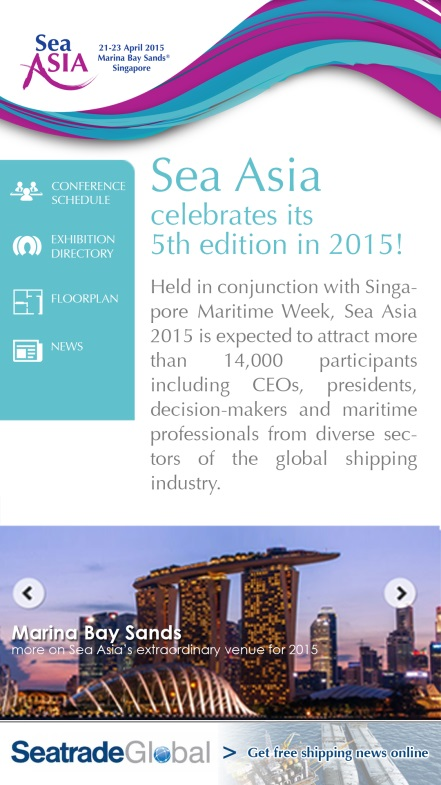 Sea
ASIA
21-23 April 2015
Marina Bay Sands®
Singapore
CONFERENCE
SCHEDULE
EXHIBITION
DIRECTORY
FLOORPLAN
NEWS
Sea Asia
celebrates its
5th edition in 2015!
Held in conjunction with Singa-
pore Maritime Week, Sea Asia
2015 is expected to attract more
than 14,000 participants
including CEOs, presidents,
decision-makers and maritime
professionals from diverse sec-
tors of the global shipping
industry.
Marina Bay Sands
more on Sea Asia's extraordinary venue for 2015
SeatradeGlobal > Get free shipping news online